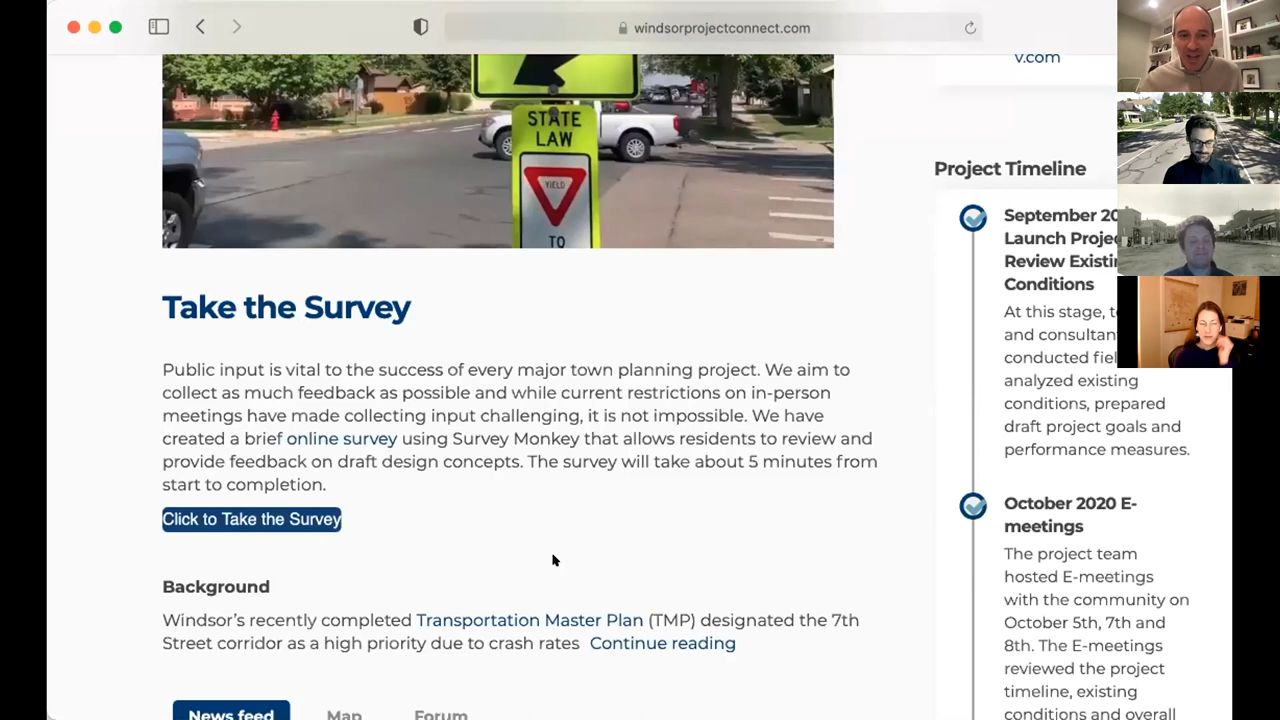 windsorprojectconnect.com
v.com
STATE
LAW
YIELD
TO
Project Timeline
September 20
Launch Projec
Review Existin
Conditions
At this stage, t
and consultan
conducted fiel
analyzed existing
conditions, prepared
draft project goals and
performance measures.
October 2020 E-
meetings
The project team
hosted E-meetings
with the community on
October 5th, 7th and
8th. The E-meetings
reviewed the project
timeline, existing
conditions and overall
Take the Survey
Public input is vital to the success of every major town planning project. We aim to
collect as much feedback as possible and while current restrictions on in-person
meetings have made collecting input challenging, it is not impossible. We have
created a brief online survey using Survey Monkey that allows residents to review and
provide feedback on draft design concepts. The survey will take about 5 minutes from
start to completion.
Click to Take the Survey
Background
Windsor's recently completed Transportation Master Plan (TMP) designated the 7th
Street corridor as a high priority due to crash rates Continue reading
News feed Map Forum